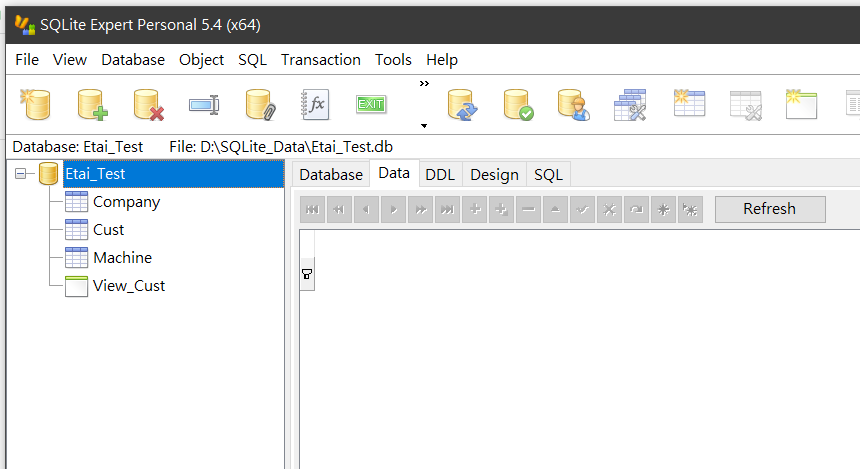 SQLite Expert Personal 5.4 (x64)
File View Database Object SQL Transaction Tools Help
fx EXIT
Database: Etai_Test File: D:\SQLite_Data\Etai_Test.db
Etai_Test
Company
Cust
Machine
View_Cust
Database Data DDL Design SQL
Refresh